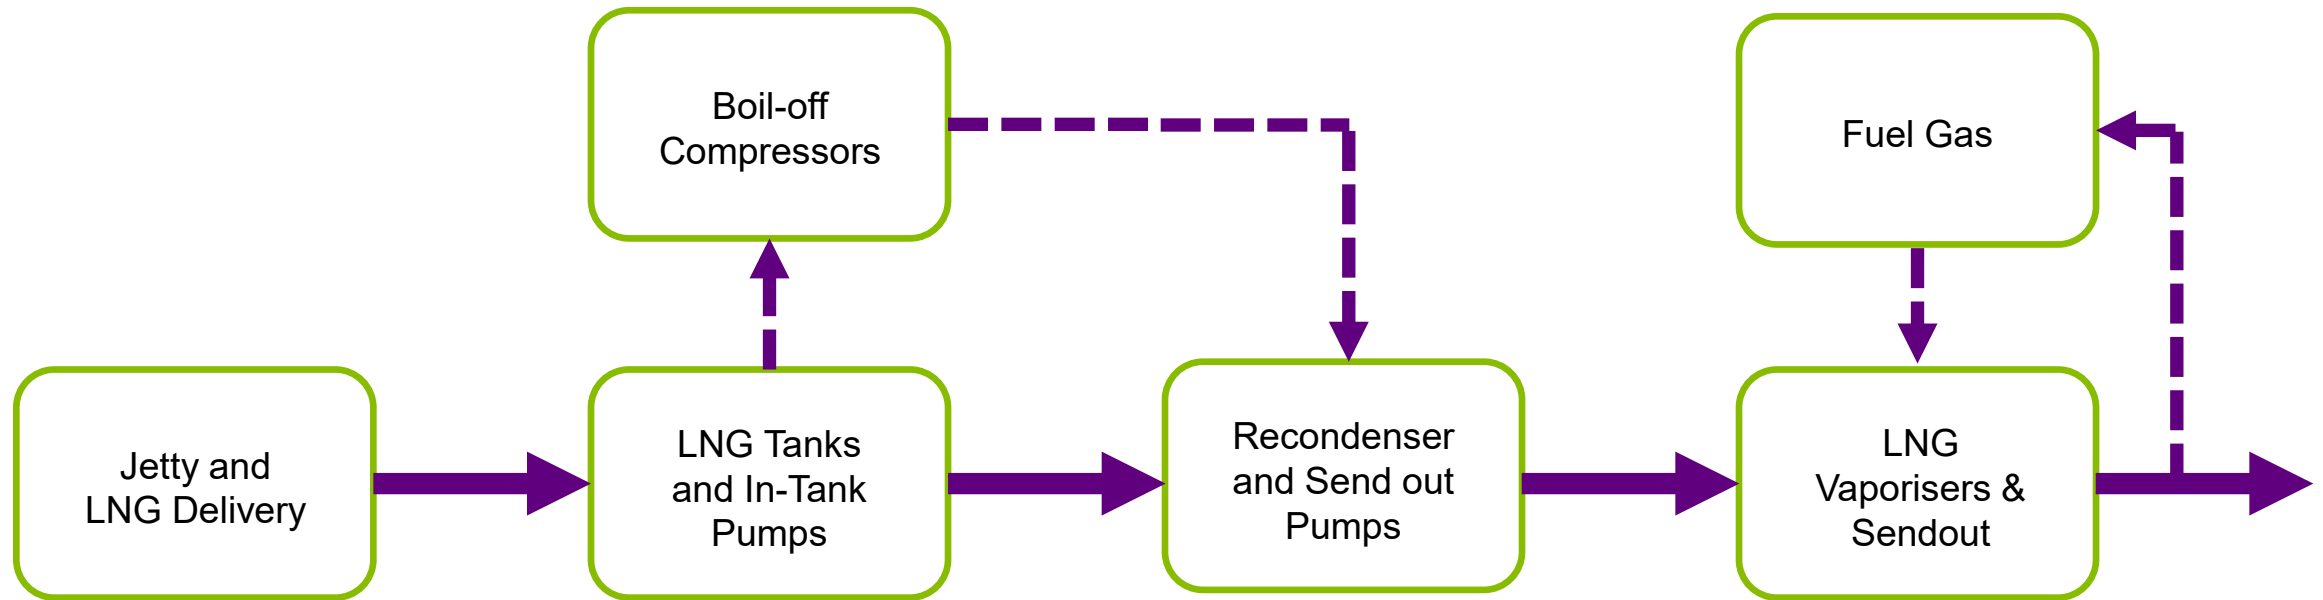 Boil-off
Compressors
Fuel Gas
Jetty and
LNG Delivery
LNG Tanks
and In-Tank
Pumps
Recondenser
and Send out
Pumps
LNG
Vaporisers &
Sendout